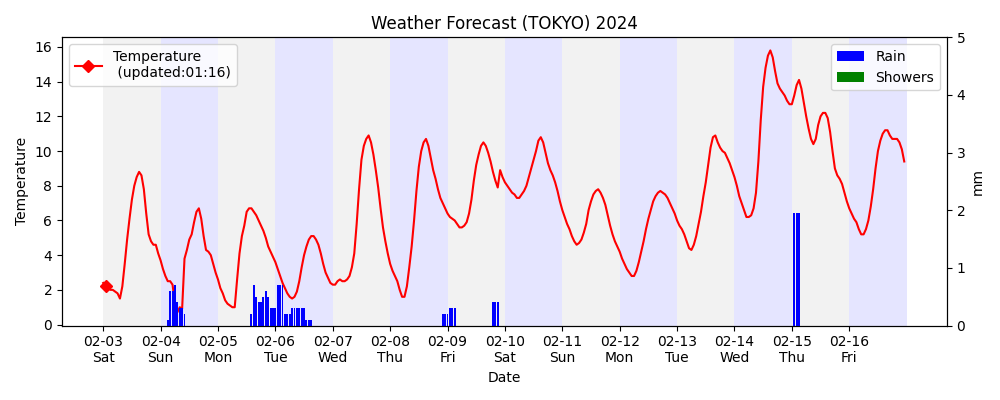 Weather Forecast (TOKYO) 2024
Temperature
(updated:01:16)
Rain
Showers
Temperature
16
14
12
10
8
6
4
2
0
5
4
3
2
1
0
mm
02-03 02-04 02-05 02-06 02-07 02-08 02-09 02-10 02-11 02-12 02-13 02-14 02-15 02-16
Sat Sun Mon Tue Wed Thu Fri Sat Sun Mon Tue Wed Thu Fri
Date